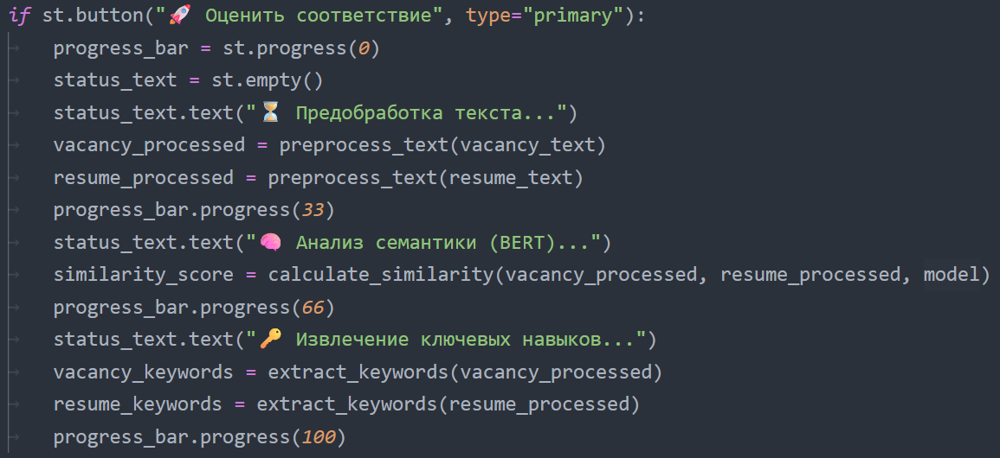 if st.button("🚀 Оценить соответствие", type="primary"):
    progress_bar = st.progress(0)
    status_text = st.empty()
    status_text.text("⏳ Предобработка текста...")
    vacancy_processed = preprocess_text(vacancy_text)
    resume_processed = preprocess_text(resume_text)
    progress_bar.progress(33)
    status_text.text("🧠 Анализ семантики (BERT)...")
    similarity_score = calculate_similarity(vacancy_processed, resume_processed, model)
    progress_bar.progress(66)
    status_text.text("🔑 Извлечение ключевых навыков...")
    vacancy_keywords = extract_keywords(vacancy_processed)
    resume_keywords = extract_keywords(resume_processed)
    progress_bar.progress(100)